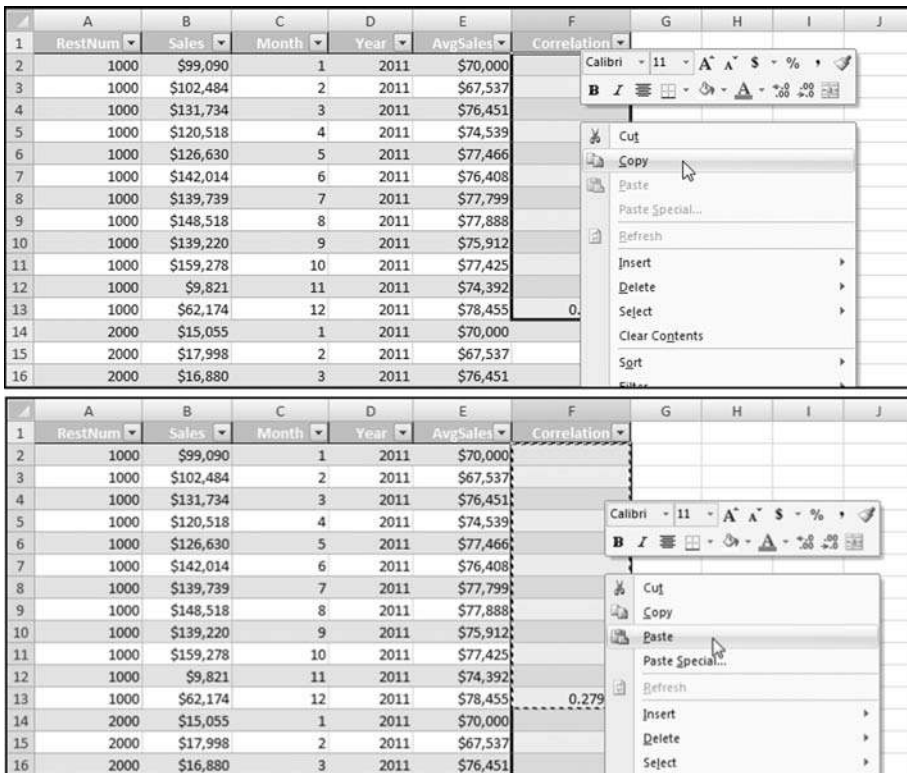 A B C D E F G H I J
1 RestNum Sales Month Year AvgSales Correlation
2 1000 $99,090 1 2011 $70,000
3 1000 $102,484 2 2011 $67,537
4 1000 $131,734 3 2011 $76,451
5 1000 $120,518 4 2011 $74,539
6 1000 $126,630 5 2011 $77,466
7 1000 $142,014 6 2011 $76,408
8 1000 $139,739 7 2011 $77,799
9 1000 $148,518 8 2011 $77,888
10 1000 $139,220 9 2011 $75,912
11 1000 $159,278 10 2011 $77,425
12 1000 $9,821 11 2011 $74,392
13 1000 $62,174 12 2011 $78,455 0.
14 2000 $15,055 1 2011 $70,000
15 2000 $17,998 2 2011 $67,537
16 2000 $16,880 3 2011 $76,451
Calibri 11 A A $ % ,
B I A .00 .00
Cut
Copy
Paste
Paste Special...
Refresh
Insert
Delete
Select
Clear Contents
Sort
Filter
A B C D E F G H I J
1 RestNum Sales Month Year AvgSales Correlation
2 1000 $99,090 1 2011 $70,000
3 1000 $102,484 2 2011 $67,537
4 1000 $131,734 3 2011 $76,451
5 1000 $120,518 4 2011 $74,539
6 1000 $126,630 5 2011 $77,466
7 1000 $142,014 6 2011 $76,408
8 1000 $139,739 7 2011 $77,799
9 1000 $148,518 8 2011 $77,888
10 1000 $139,220 9 2011 $75,912
11 1000 $159,278 10 2011 $77,425
12 1000 $9,821 11 2011 $74,392
13 1000 $62,174 12 2011 $78,455 0.279
14 2000 $15,055 1 2011 $70,000
15 2000 $17,998 2 2011 $67,537
16 2000 $16,880 3 2011 $76,451
Calibri 11 A A $ % ,
B I A .00 .00
Cut
Copy
Paste
Paste Special...
Refresh
Insert
Delete
Select